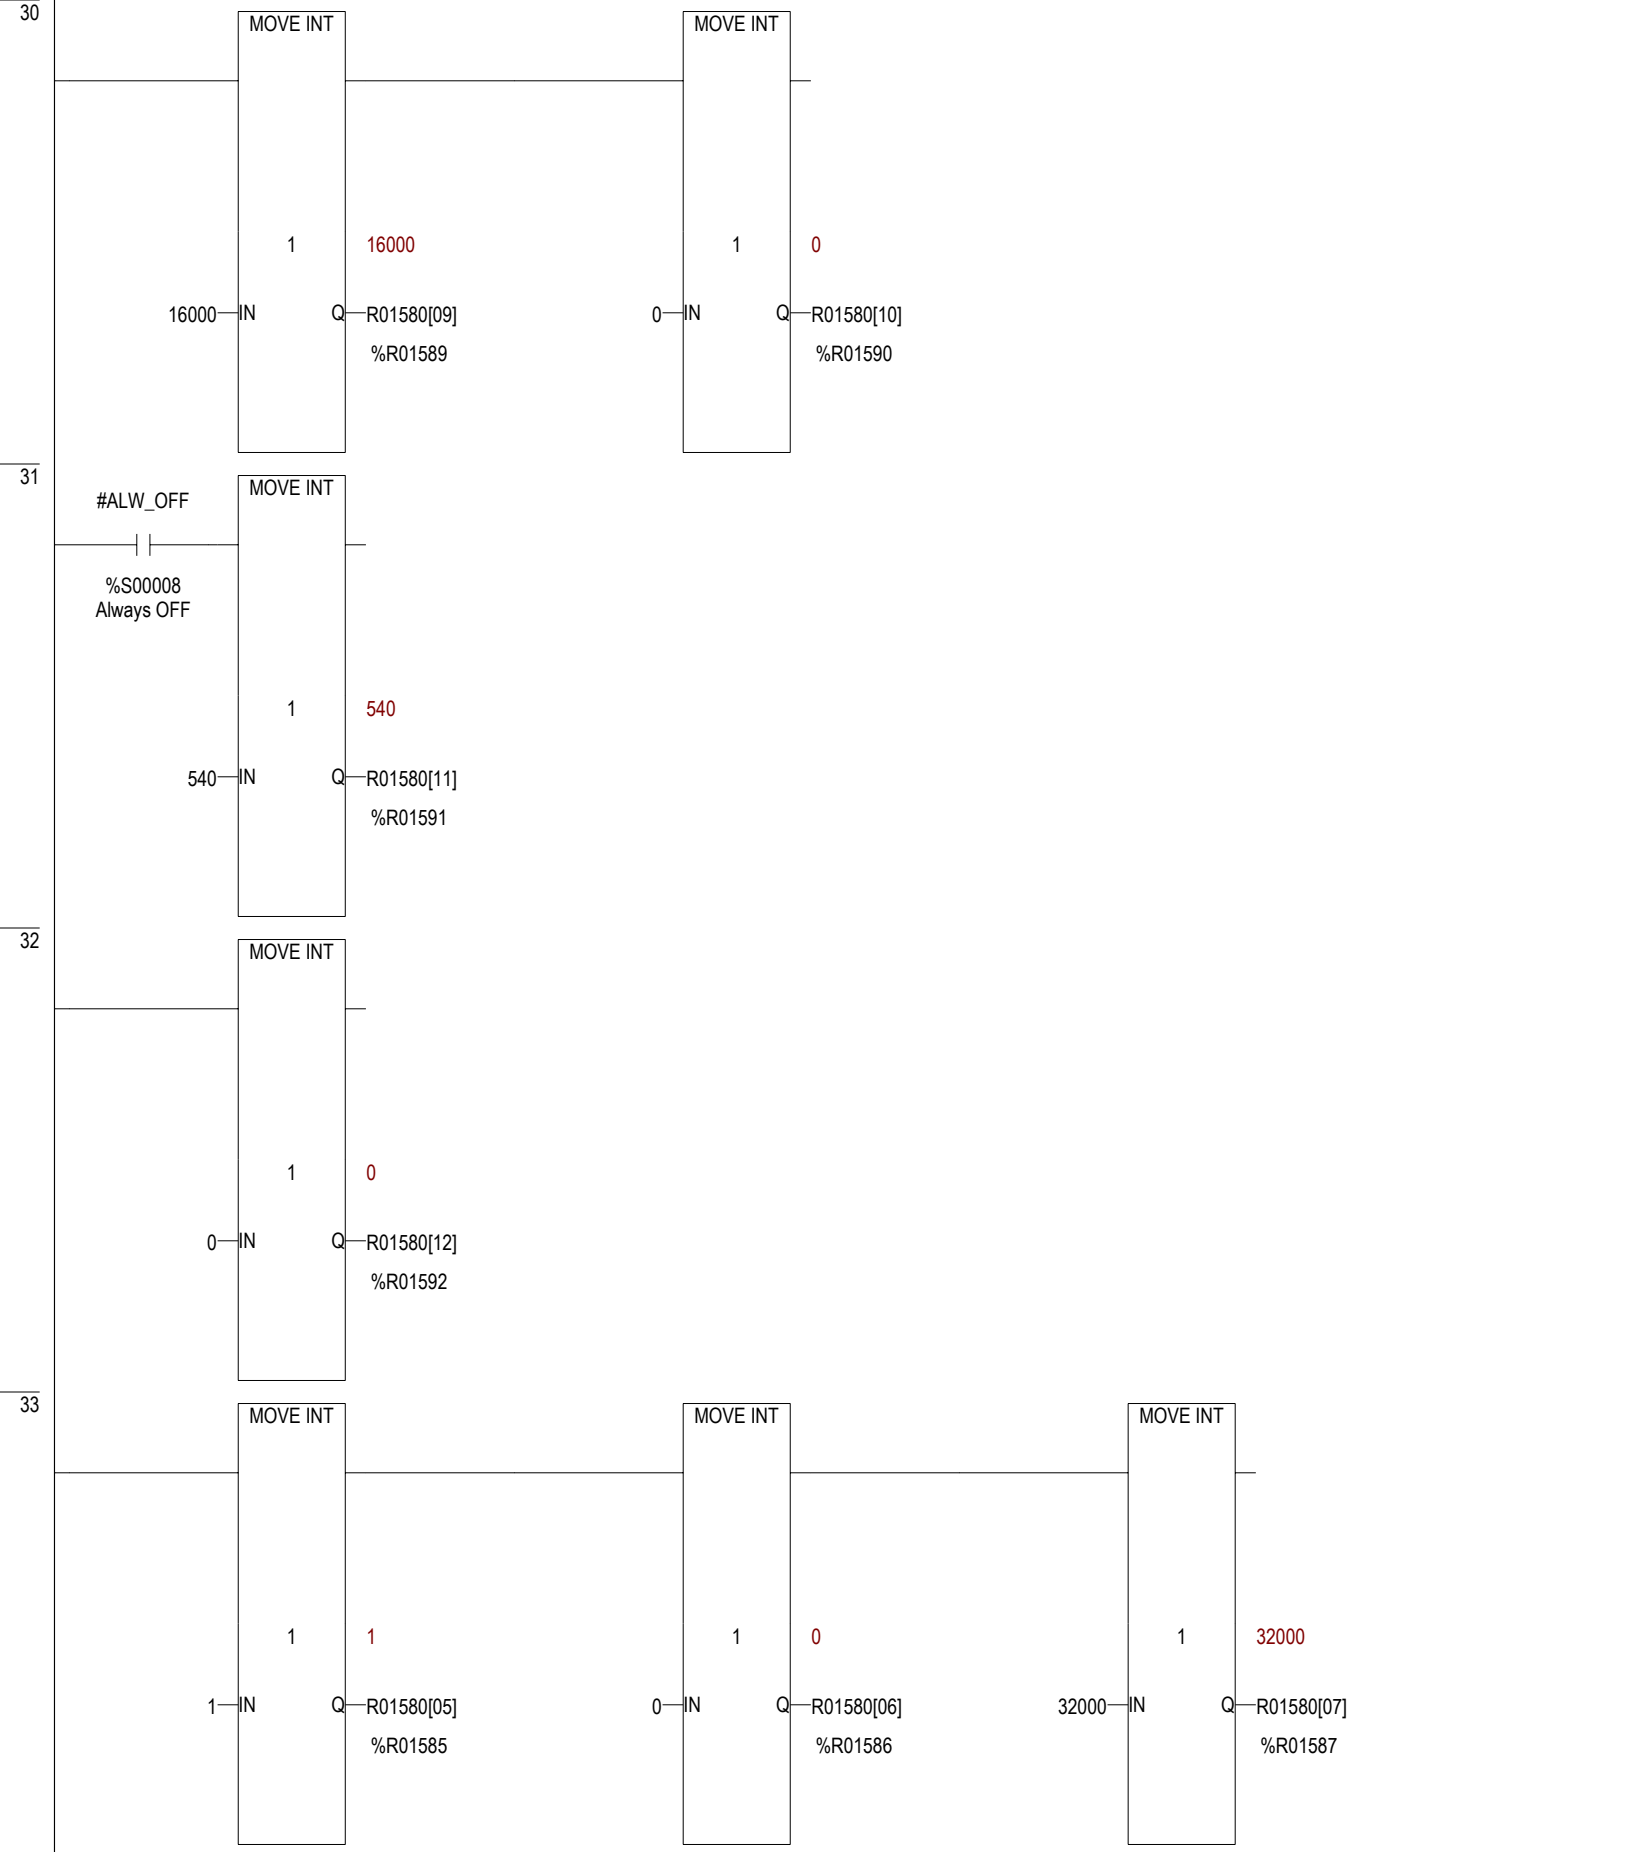 30
MOVE INT
MOVE INT
1
16000
1
0
16000
IN
Q
R01580[09]
0
IN
Q
R01580[10]
%R01589
%R01590
31
MOVE INT
#ALW_OFF
%S00008
Always OFF
1
540
540
IN
Q
R01580[11]
%R01591
32
MOVE INT
1
0
0
IN
Q
R01580[12]
%R01592
33
MOVE INT
MOVE INT
MOVE INT
1
1
1
0
1
32000
1
IN
Q
R01580[05]
0
IN
Q
R01580[06]
32000
IN
Q
R01580[07]
%R01585
%R01586
%R01587